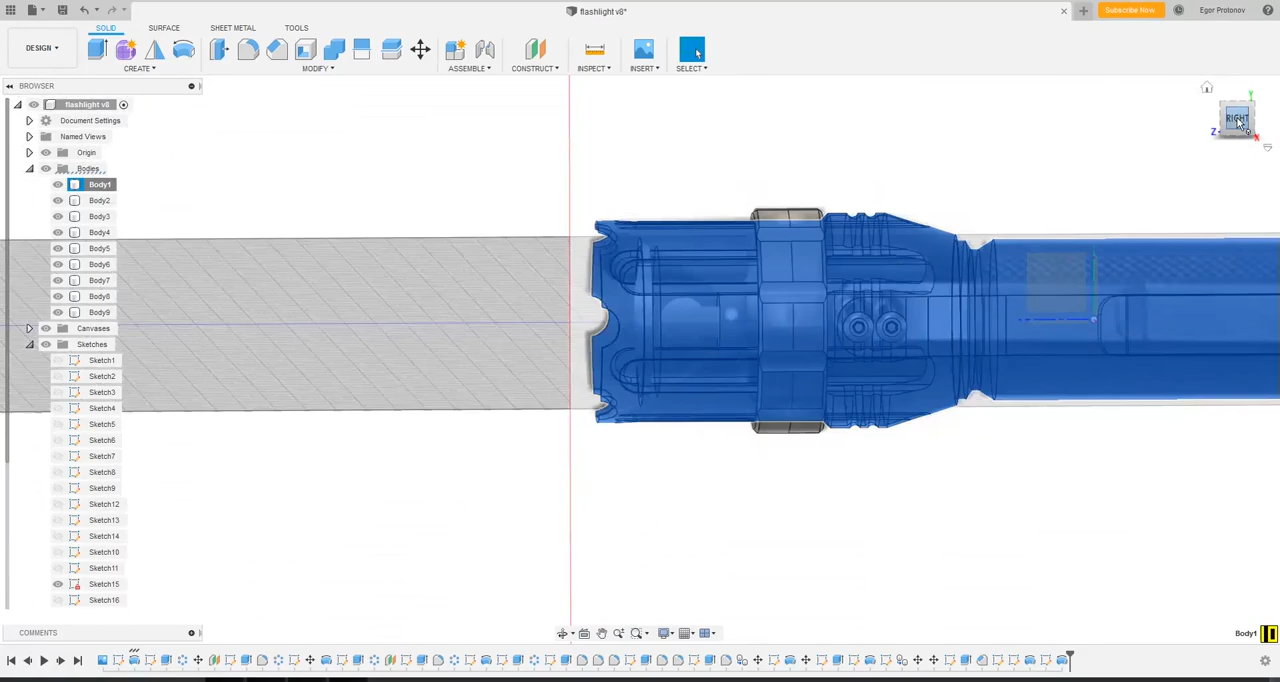 flashlight v8*
Subscribe Now
Egor Protonov
DESIGN
SOLID
SURFACE
SHEET METAL
TOOLS
CREATE
MODIFY
ASSEMBLE
CONSTRUCT
INSPECT
INSERT
SELECT
BROWSER
flashlight v8
Document Settings
Named Views
Origin
Bodies
Body1
Body2
Body3
Body4
Body5
Body6
Body7
Body8
Body9
Canvases
Sketches
Sketch1
Sketch2
Sketch3
Sketch4
Sketch5
Sketch6
Sketch7
Sketch8
Sketch9
Sketch12
Sketch13
Sketch14
Sketch10
Sketch11
Sketch15
Sketch16
Y
RIGHT
Z
X
COMMENTS
Body1